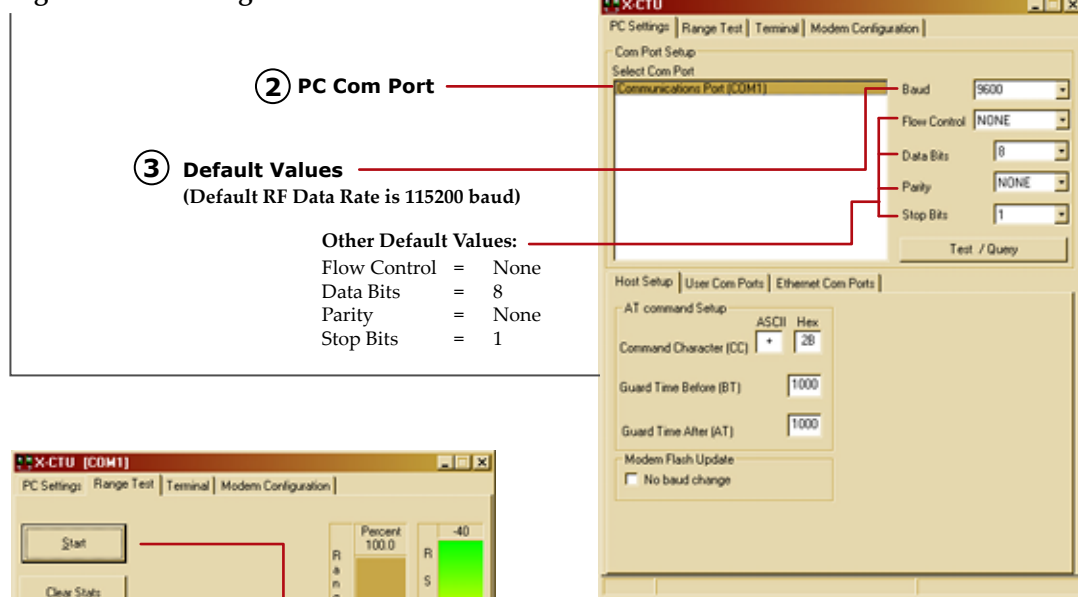 ② PC Com Port
③ Default Values
(Default RF Data Rate is 115200 baud)
Other Default Values:
Flow Control = None
Data Bits = 8
Parity = None
Stop Bits = 1
X-CTU
PC Settings Range Test Terminal Modem Configuration
Com Port Setup
Select Com Port
Communications Port (COM1)
Baud 9600
Flow Control NONE
Data Bits 8
Parity NONE
Stop Bits 1
Test / Query
Host Setup User Com Ports Ethernet Com Ports
AT command Setup
ASCII Hex
Command Character (CC) + 2B
Guard Time Before (BT) 1000
Guard Time After (AT) 1000
Modem Flash Update
No baud change
X-CTU [COM1]
PC Settings Range Test Terminal Modem Configuration
Start
Clear Stats
Percent
100.0
R
a
n
-40
R
S